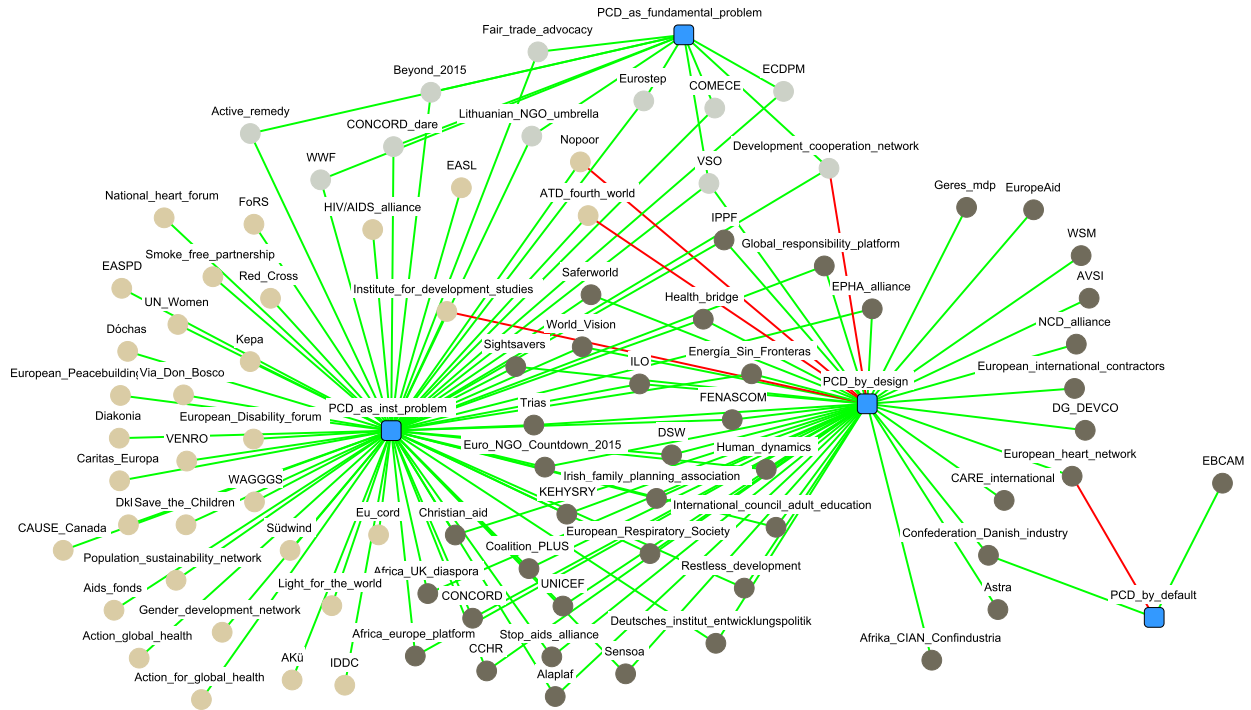 PCD_as_fundamental_problem
Fair_trade_advocacy
Beyond_2015
Eurostep
ECDPM
COMECE
Active_remedy
CONCORD_dare
Lithuanian_NGO_umbrella
Nopoor
Development_cooperation_network
WWF
EASL
VSO
National_heart_forum
FoRS
HIV/AIDS_alliance
ATD_fourth_world
Geres_mdp
EuropeAid
IPPF
WSM
Smoke_free_partnership
Global_responsibility_platform
EASPD
Red_Cross
Saferworld
AVSI
UN_Women
Institute_for_development_studies
Health_bridge
EPHA_alliance
Dóchas
Kepa
World_Vision
NCD_alliance
Sightsavers
ILO
Energía_Sin_Fronteras
European_Peacebuilding
Via_Don_Bosco
PCD_by_design
European_international_contractors
Diakonia
European_Disability_forum
PCD_as_inst_problem
Trias
FENASCOM
DG_DEVCO
VENRO
Euro_NGO_Countdown_2015
DSW
Human_dynamics
Caritas_Europa
European_heart_network
EBCAM
WAGGGS
Irish_family_planning_association
CARE_international
Save_the_Children
KEHYSRY
International_council_adult_education
CAUSE_Canada
Südwind
Eu_cord
Christian_aid
European_Respiratory_Society
Confederation_Danish_industry
Population_sustainability_network
Coalition_PLUS
Restless_development
Aids_fonds
Light_for_the_world
Africa_UK_diaspora
UNICEF
Astra
PCD_by_default
Gender_development_network
CONCORD
Deutsches_institut_entwicklungspolitik
Action_global_health
Africa_europe_platform
Stop_aids_alliance
Afrika_CIAN_Confindustria
Action_for_global_health
AKü
IDDC
CCHR
Sensoa
Alaplaf